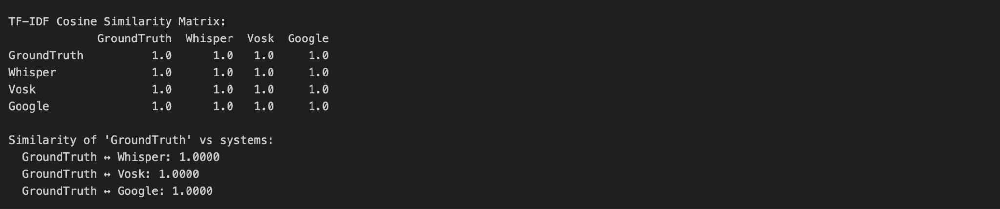 TF-IDF Cosine Similarity Matrix:
             GroundTruth  Whisper  Vosk  Google
GroundTruth          1.0      1.0   1.0     1.0
Whisper              1.0      1.0   1.0     1.0
Vosk                 1.0      1.0   1.0     1.0
Google               1.0      1.0   1.0     1.0
Similarity of 'GroundTruth' vs systems:
  GroundTruth ↔ Whisper: 1.0000
  GroundTruth ↔ Vosk: 1.0000
  GroundTruth ↔ Google: 1.0000